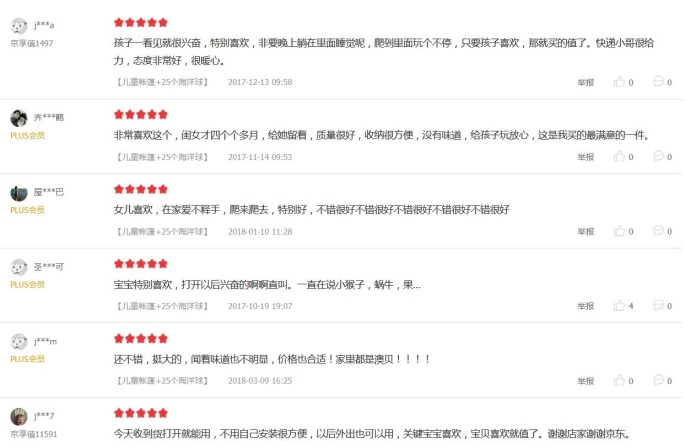 j***a
京享值1497
孩子一看见就很兴奋，特别喜欢，非要晚上躺在里面睡觉呢，爬到里面玩个不停，只要孩子喜欢，那就买的值了。快递小哥很给
力，态度非常好，很暖心。
【儿童帐篷+25个海洋球】 2017-12-13 09:58 举报 0 0
齐***鹤
PLUS会员
非常喜欢这个，闺女才四个个多月，给她留着，质量很好，收纳很方便，没有味道，给孩子玩放心，这是我买的最满意的一件。
【儿童帐篷+25个海洋球】 2017-11-14 09:53 举报 0 0
屋***巴
PLUS会员
女儿喜欢，在家爱不释手，爬来爬去，特别好，不错很好不错很好不错很好不错很好不错很好
【儿童帐篷+25个海洋球】 2018-01-10 11:28 举报 0 0
圣***可
PLUS会员
宝宝特别喜欢，打开以后兴奋的啊啊直叫。一直在说小猴子，蜗牛，果...
【儿童帐篷+25个海洋球】 2017-10-19 19:07 举报 4 0
j***m
PLUS会员
还不错，挺大的，闻着味道也不明显，价格也合适！家里都是澳贝！！！！
【儿童帐篷+25个海洋球】 2018-03-09 16:25 举报 0 0
j***7
京享值11591
今天收到货打开就能用，不用自己安装很方便，以后外出也可以用，关键宝宝喜欢，宝贝喜欢就值了。谢谢店家谢谢京东。